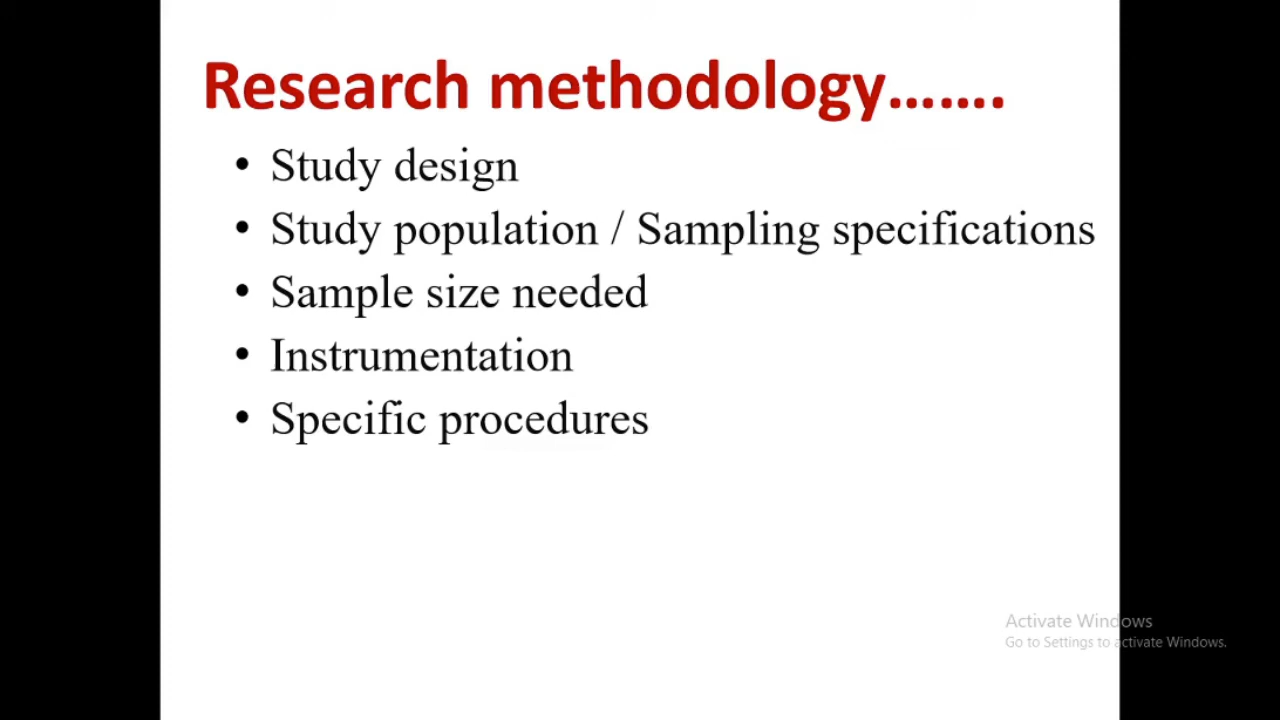 Research methodology…….
• Study design
• Study population / Sampling specifications
• Sample size needed
• Instrumentation
• Specific procedures
Activate Windows
Go to Settings to activate Windows.